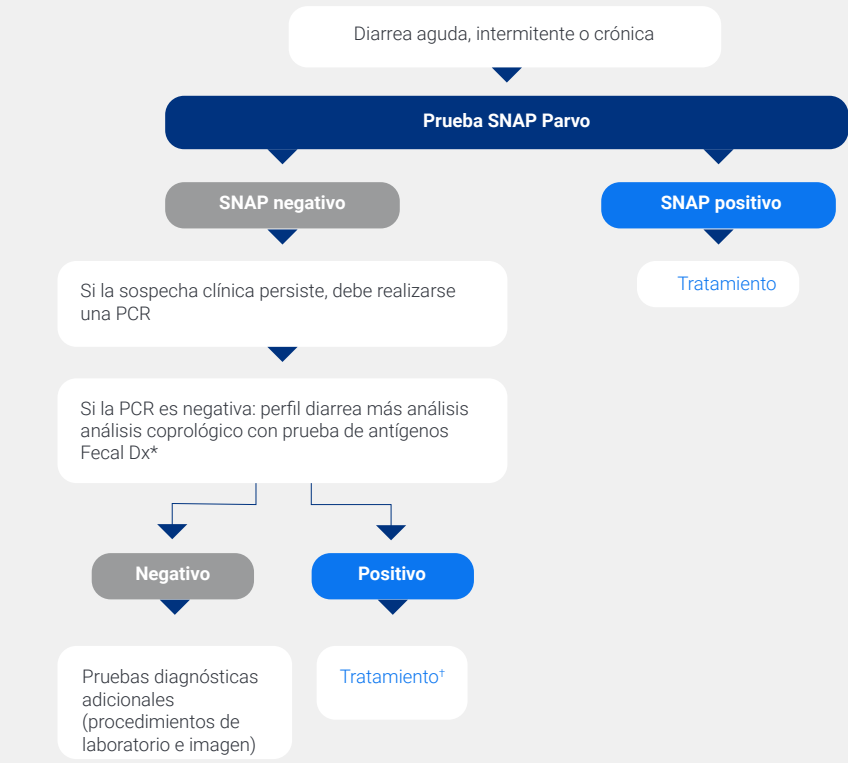 Diarrea aguda, intermitente o crónica
Prueba SNAP Parvo
SNAP negativo
SNAP positivo
Si la sospecha clínica persiste, debe realizarse
una PCR
Tratamiento
Si la PCR es negativa: perfil diarrea más análisis
análisis coprológico con prueba de antígenos
Fecal Dx*
Negativo
Positivo
Pruebas diagnósticas
adicionales
(procedimientos de
laboratorio e imagen)
Tratamiento†